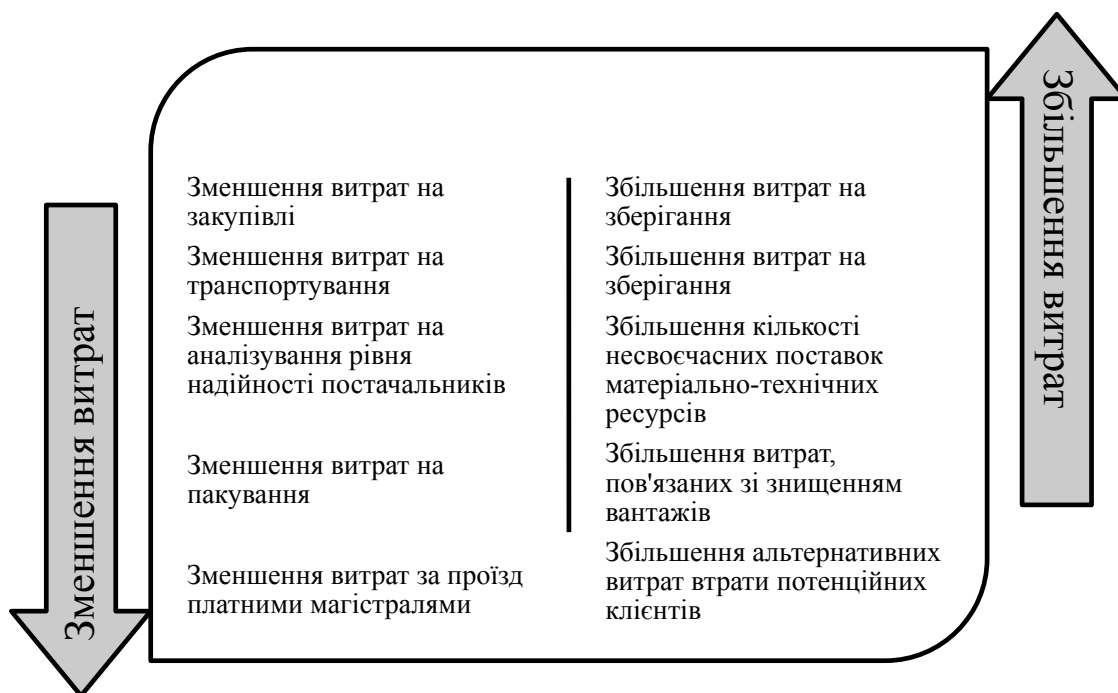 Зменшення витрат
Зменшення витрат на
закупівлі
Зменшення витрат на
транспортування
Зменшення витрат на
аналізування рівня
надійності постачальників
Зменшення витрат на
пакування
Зменшення витрат за проїзд
платними магістралями
Збільшення витрат на
зберігання
Збільшення витрат на
зберігання
Збільшення кількості
несвоєчасних поставок
матеріально-технічних
ресурсів
Збільшення витрат,
пов'язаних зі знищенням
вантажів
Збільшення альтернативних
витрат втрати потенційних
клієнтів
Збільшення витрат